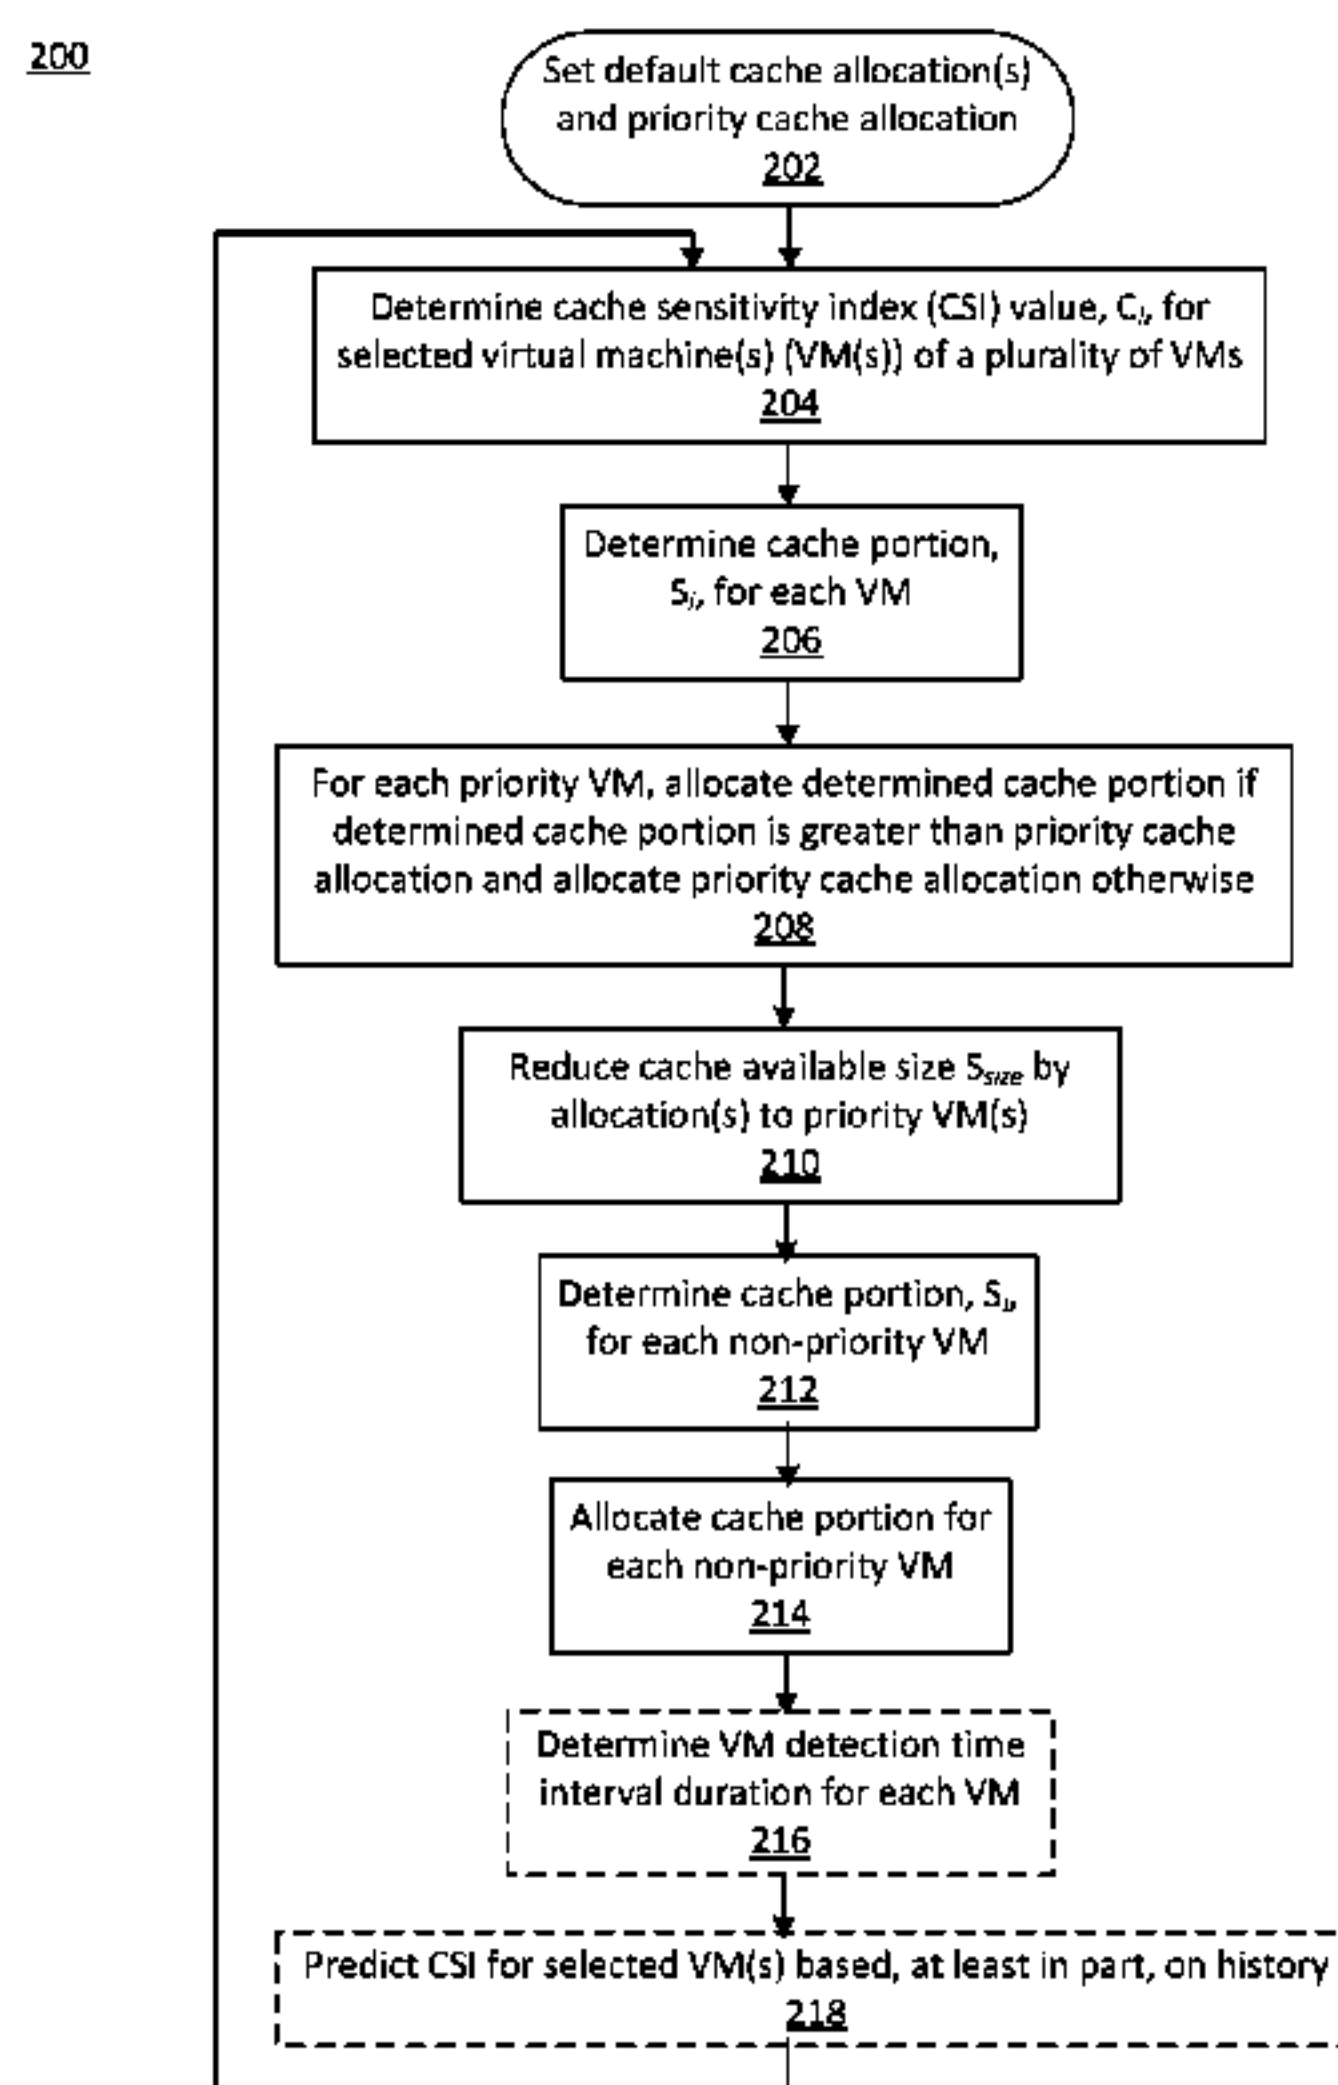 200
Set default cache allocation(s)
and priority cache allocation
202
Determine cache sensitivity index (CSI) value, Ci, for
selected virtual machine(s) (VM(s)) of a plurality of VMs
204
Determine cache portion,
Si, for each VM
206
For each priority VM, allocate determined cache portion if
determined cache portion is greater than priority cache
allocation and allocate priority cache allocation otherwise
208
Reduce cache available size Ssize by
allocation(s) to priority VM(s)
210
Determine cache portion, Si,
for each non-priority VM
212
Allocate cache portion for
each non-priority VM
214
Determine VM detection time
interval duration for each VM
216
Predict CSI for selected VM(s) based, at least in part, on history
218